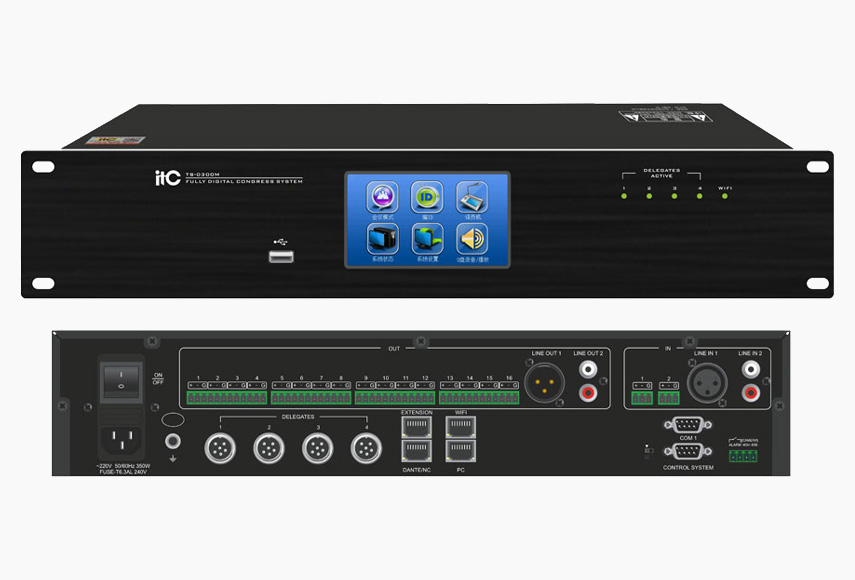 itC TS-0300M
FULLY DIGITAL CONGRESS SYSTEM
会议模式 编ID 译员机
系统状态 系统设置 U盘录音/播放
DELEGATES
ACTIVE
1 2 3 4 WIFI
OUT
LINE OUT 1 LINE OUT 2
1 2 3 4 5 6 7 8 9 10 11 12 13 14 15 16
+ - G + - G + - G + - G + - G + - G + - G + - G + - G + - G + - G + - G + - G + - G + - G + - G
IN
LINE IN 1 LINE IN 2
1 2
+ - G + - G
I
O
ON
OFF
DELEGATES
1 2 3 4
EXTENSION WIFI
DANTE/NC PC
COM 1
CONTROL SYSTEM
~220V 50/60Hz 350W
FUSE-T6.3AL 240V